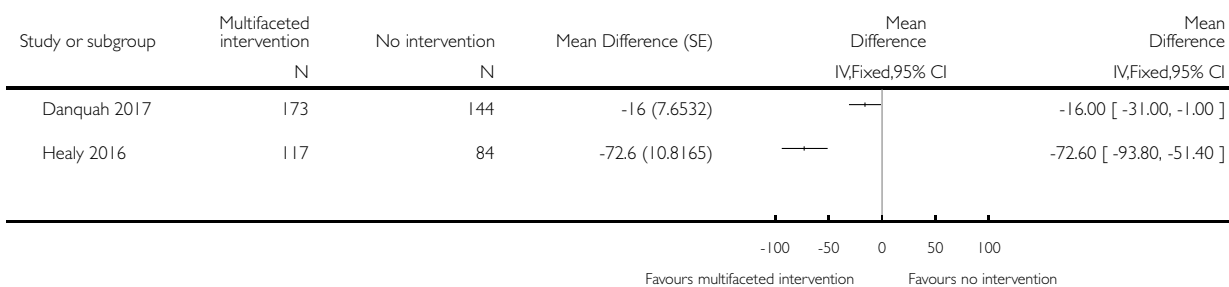 Study or subgroup Multifaceted intervention No intervention Mean Difference (SE) Mean Difference Mean Difference
N N IV,Fixed,95% CI IV,Fixed,95% CI
Danquah 2017 173 144 -16 (7.6532) -16.00 [ -31.00, -1.00 ]
Healy 2016 117 84 -72.6 (10.8165) -72.60 [ -93.80, -51.40 ]
-100 -50 0 50 100
Favours multifaceted intervention Favours no intervention